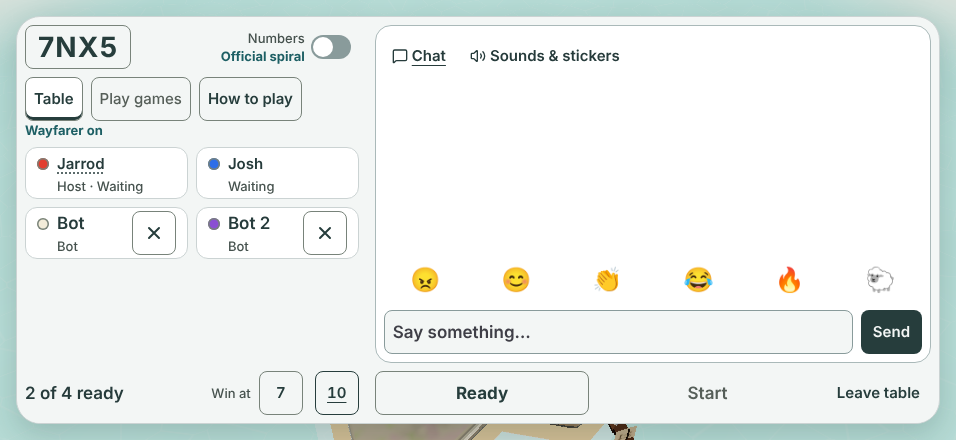 7NX5
Numbers
Official spiral
Table
Play games
How to play
Wayfarer on
Jarrod
Host · Waiting
Josh
Waiting
Bot
Bot
Bot 2
Bot
2 of 4 ready
Win at
7
10
Chat
Sounds & stickers
Say something...
Send
Ready
Start
Leave table